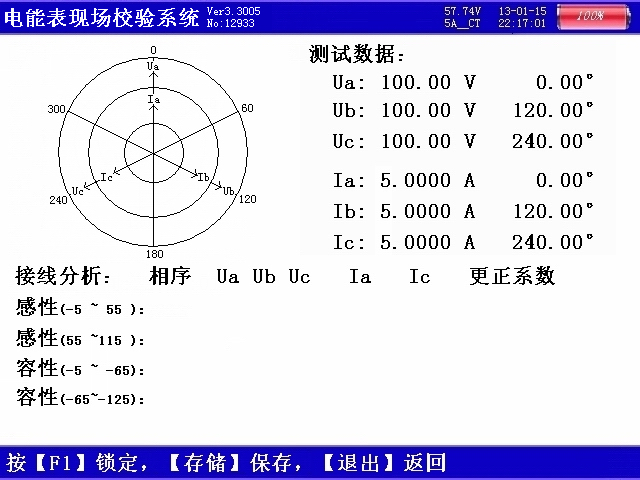 电能表现场校验系统 Ver3.3005 No:12933 57.74V 5A__CT 13-01-15 22:17:01 100%
测试数据:
Ua: 100.00 V 0.00°
Ub: 100.00 V 120.00°
Uc: 100.00 V 240.00°
Ia: 5.0000 A 0.00°
Ib: 5.0000 A 120.00°
Ic: 5.0000 A 240.00°
0
Ua
Ia
300
60
Ic
Ib
Uc
Ub
240
120
180
接线分析: 相序 Ua Ub Uc Ia Ic 更正系数
感性(-5 ~ 55 ):
感性(55 ~115 ):
容性(-5 ~ -65):
容性(-65~-125):
按【F1】锁定,【存储】保存,【退出】返回